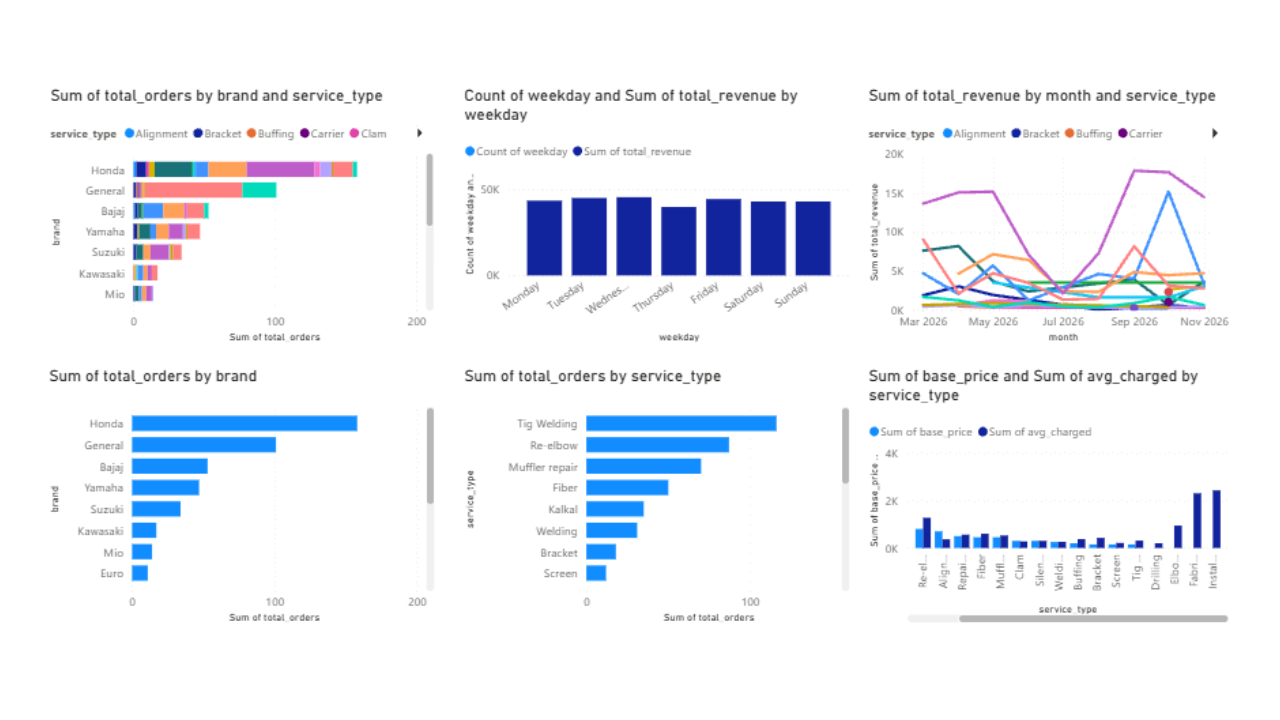 Sum of total_orders by brand and service_type
service_type Alignment Bracket Buffing Carrier Clam
Honda
General
Bajaj
Yamaha
Suzuki
Kawasaki
Mio
brand
0 100 200
Sum of total_orders
Count of weekday and Sum of total_revenue by
weekday
Count of weekday Sum of total_revenue
Count of weekday an...
50K
0K
Monday Tuesday Wednes... Thursday Friday Saturday Sunday
weekday
Sum of total_revenue by month and service_type
service_type Alignment Bracket Buffing Carrier
Sum of total_revenue
20K
15K
10K
5K
0K
Mar 2026 May 2026 Jul 2026 Sep 2026 Nov 2026
month
Sum of total_orders by brand
Honda
General
Bajaj
Yamaha
Suzuki
Kawasaki
Mio
Euro
brand
0 100 200
Sum of total_orders
Sum of total_orders by service_type
Tig Welding
Re-elbow
Muffler repair
Fiber
Kalkal
Welding
Bracket
Screen
service_type
0 100
Sum of total_orders
Sum of base_price and Sum of avg_charged by
service_type
Sum of base_price Sum of avg_charged
Sum of base_price ...
4K
2K
0K
Re-el... Align... Repai... Fiber Muffl... Clam Silen... Weldi... Buffing Bracket Screen Tig ... Drilling Elbo... Fabri... Instal...
service_type